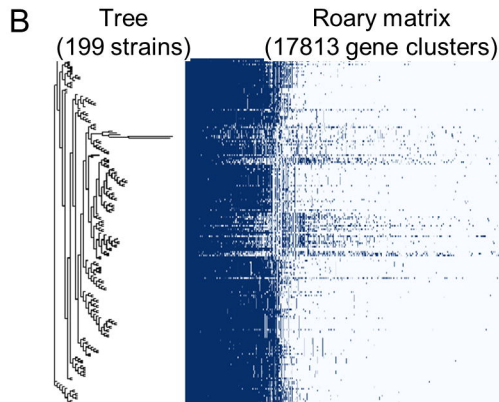 B
Tree
(199 strains)
Roary matrix
(17813 gene clusters)